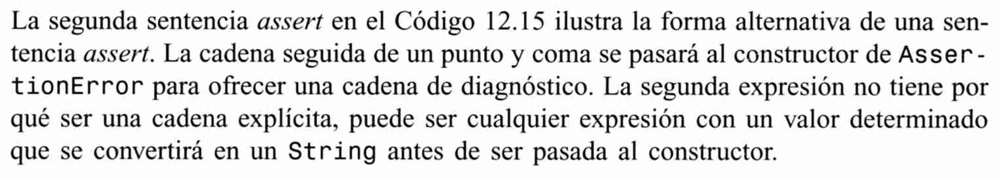 La segunda sentencia assert en el Código 12.15 ilustra la forma alternativa de una sen-
tencia assert. La cadena seguida de un punto y coma se pasará al constructor de Asser-
tionError para ofrecer una cadena de diagnóstico. La segunda expresión no tiene por
qué ser una cadena explícita, puede ser cualquier expresión con un valor determinado
que se convertirá en un String antes de ser pasada al constructor.